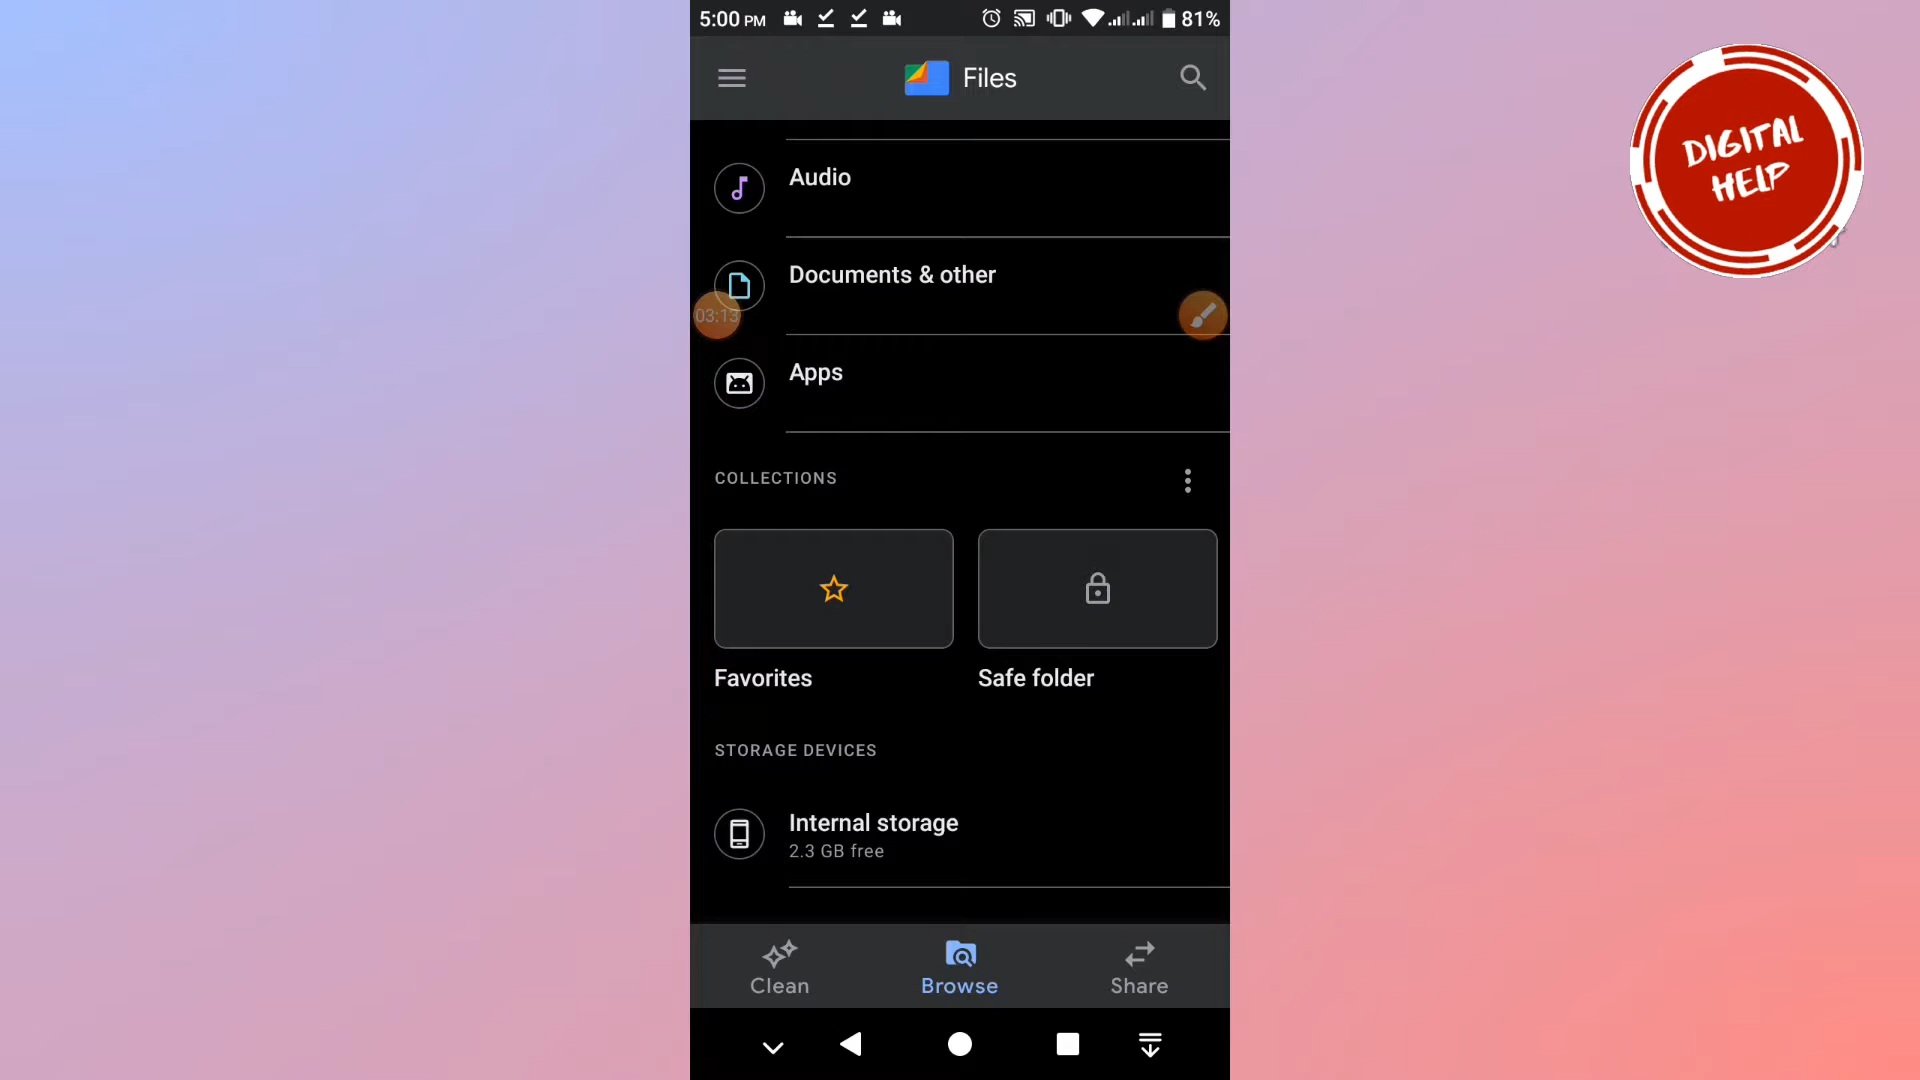 5:00 PM
81%
Files
DIGITAL
HELP
Audio
Documents & other
03:13
Apps
COLLECTIONS
Favorites
Safe folder
STORAGE DEVICES
Internal storage
2.3 GB free
Clean
Browse
Share